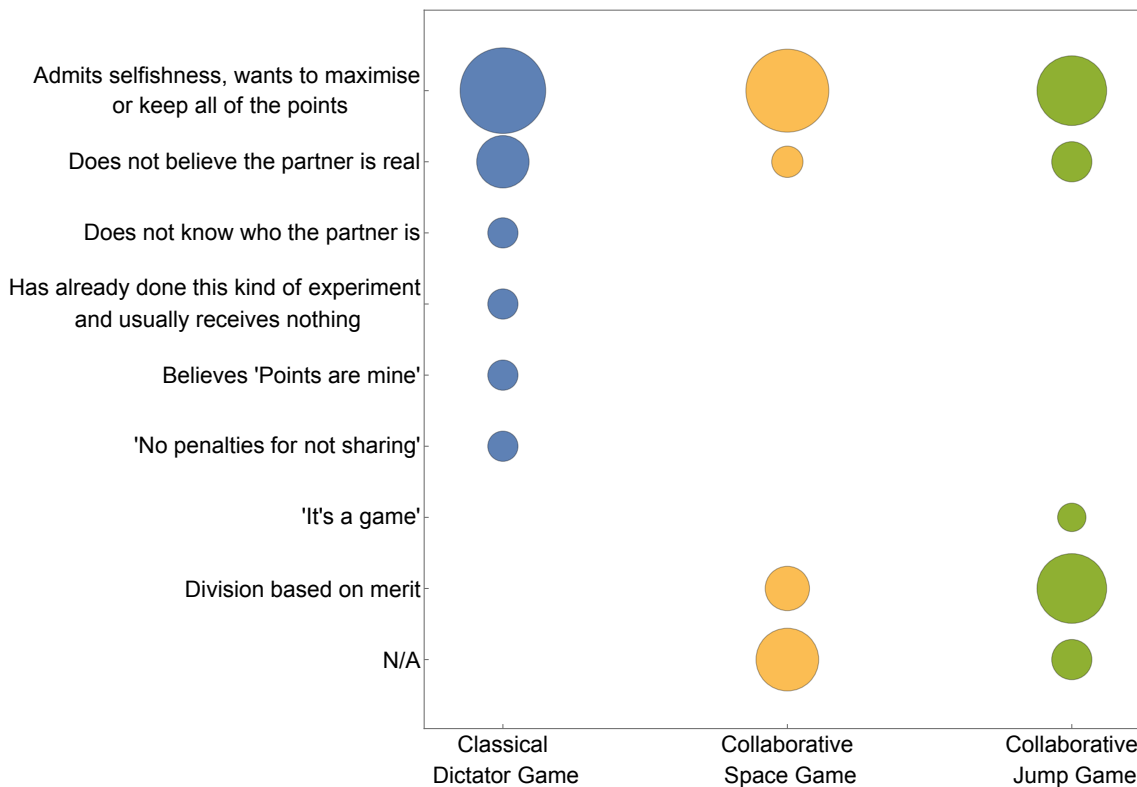 Admits selfishness, wants to maximise
or keep all of the points
Does not believe the partner is real
Does not know who the partner is
Has already done this kind of experiment
and usually receives nothing
Believes 'Points are mine'
'No penalties for not sharing'
'It's a game'
Division based on merit
N/A
Classical
Dictator Game
Collaborative
Space Game
Collaborative
Jump Game